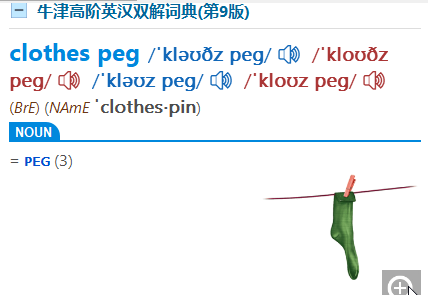 牛津高阶英汉双解词典(第9版)
clothes peg /ˈkləʊðz peg/ /ˈkloʊðz
peg/ /ˈkləʊz peg/ /ˈkloʊz peg/
(BrE) (NAmE ˈclothes·pin)
NOUN
= PEG (3)